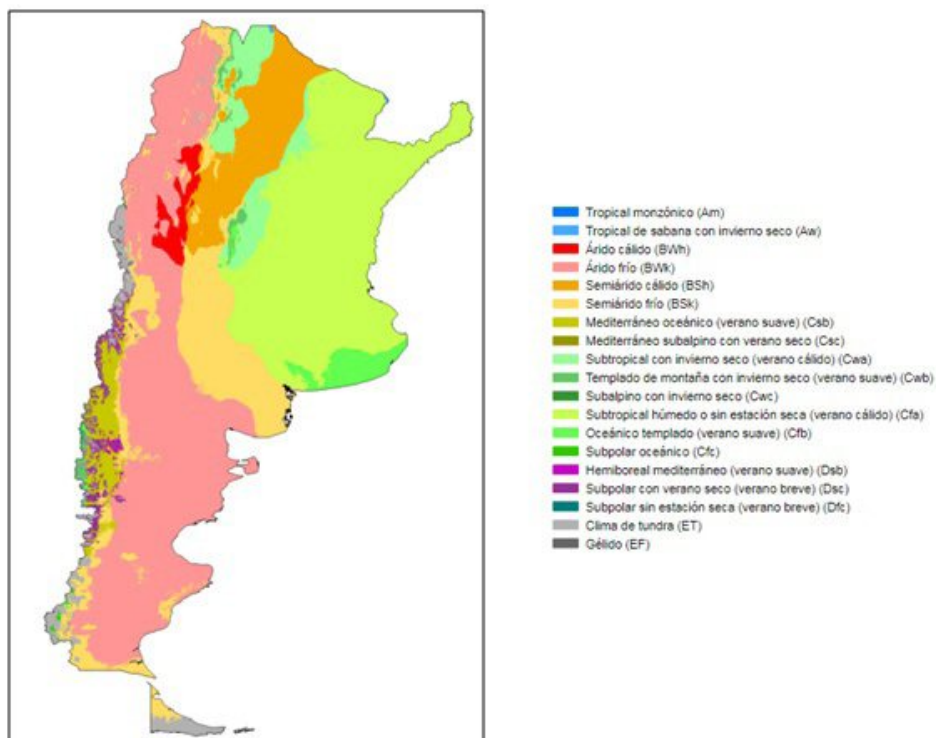 Tropical monzónico (Am)
Tropical de sabana con invierno seco (Aw)
Árido cálido (BWh)
Árido frío (BWk)
Semiárido cálido (BSh)
Semiárido frío (BSk)
Mediterráneo oceánico (verano suave) (Csb)
Mediterráneo subalpino con verano seco (Csc)
Subtropical con invierno seco (verano cálido) (Cwa)
Templado de montaña con invierno seco (verano suave) (Cwb)
Subalpino con invierno seco (Cwc)
Subtropical húmedo o sin estación seca (verano cálido) (Cfa)
Oceánico templado (verano suave) (Cfb)
Subpolar oceánico (Cfc)
Hemiboreal mediterráneo (verano suave) (Dsb)
Subpolar con verano seco (verano breve) (Dsc)
Subpolar sin estación seca (verano breve) (Dfc)
Clima de tundra (ET)
Gélido (EF)